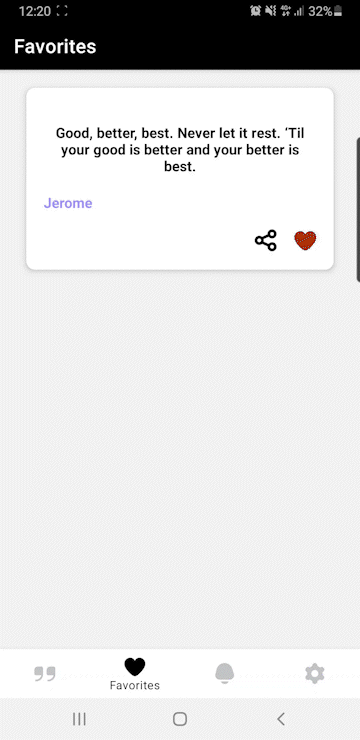 12:20
4G+ 32%
Favorites
Good, better, best. Never let it rest. ‘Til
your good is better and your better is
best.
Jerome
Favorites